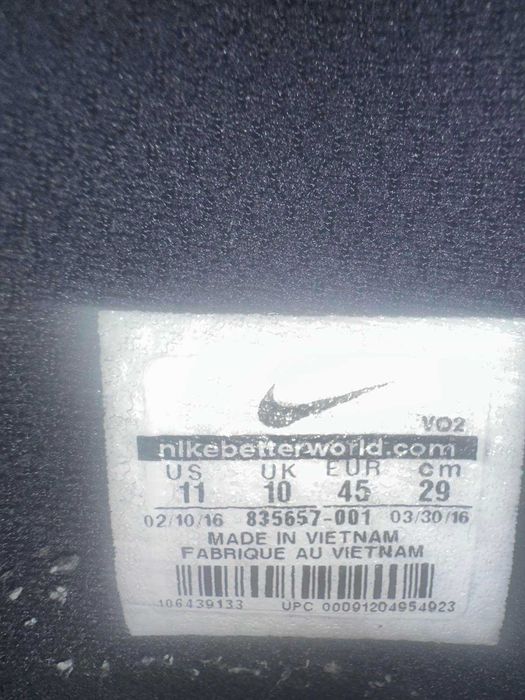 VO2
nikebetterworld.com
US UK EUR cm
11 10 45 29
02/10/16 835657-001 03/30/16
MADE IN VIETNAM
FABRIQUE AU VIETNAM
106439133 UPC 00091204954923